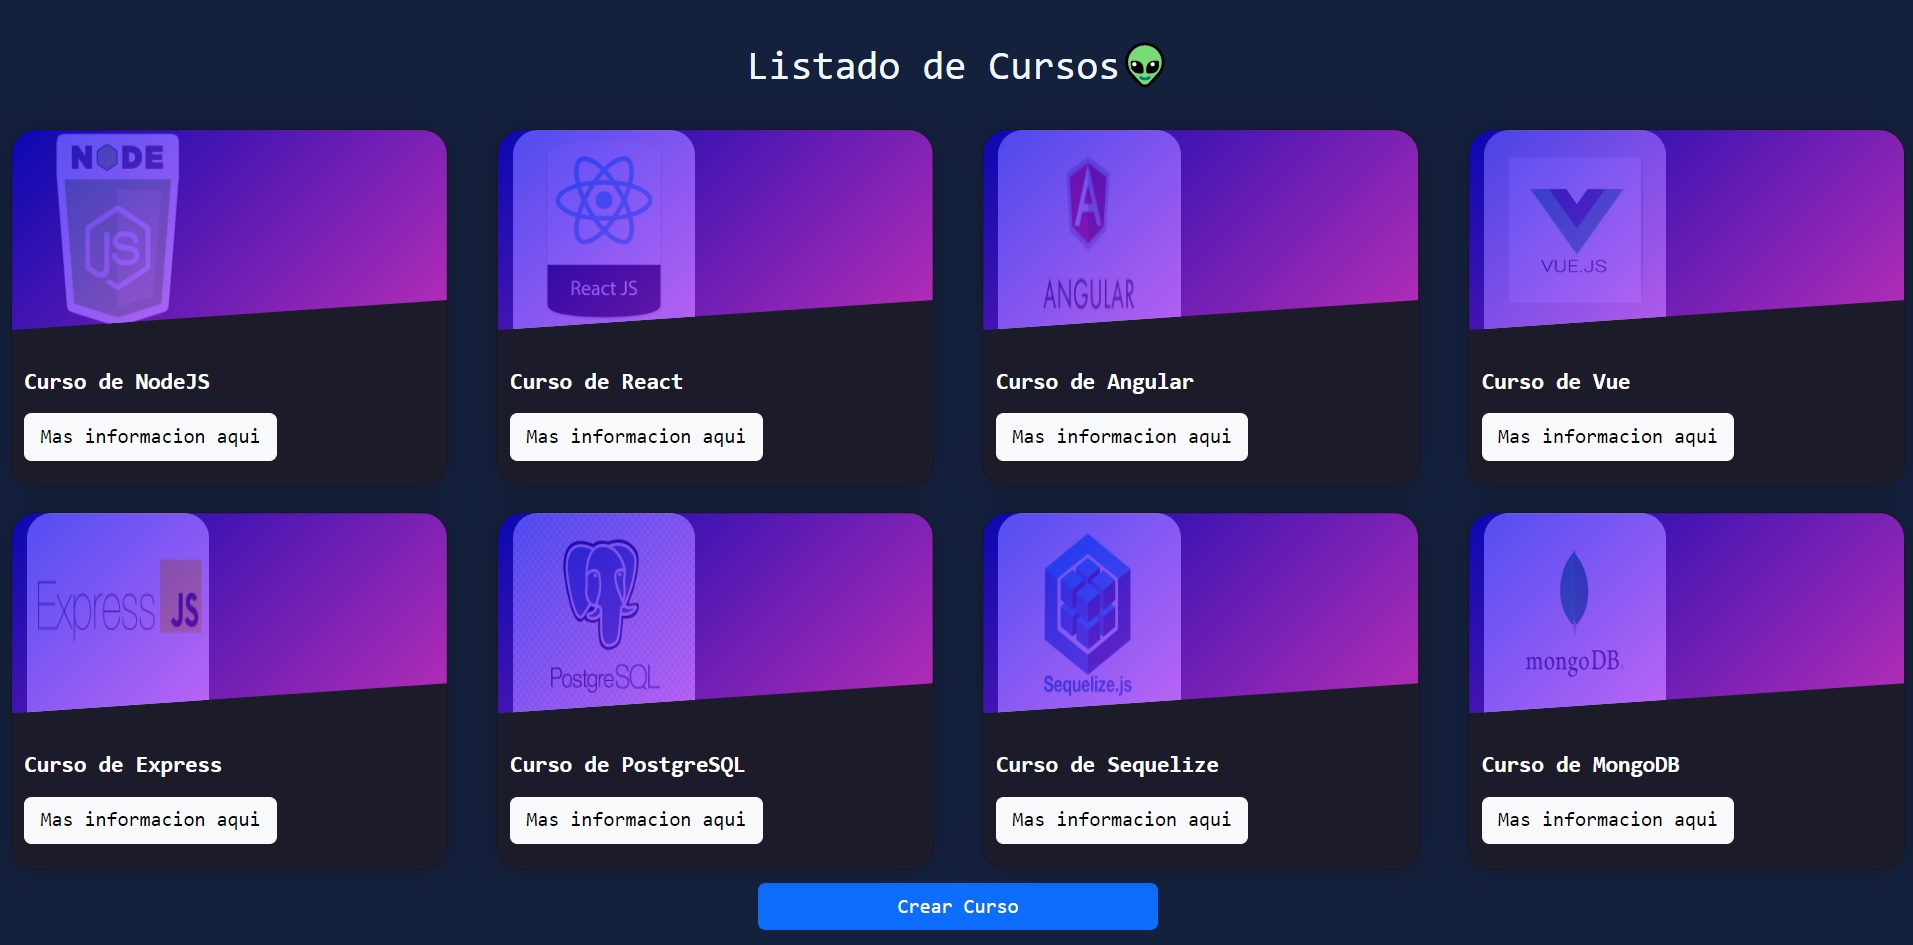 Listado de Cursos👽
NODE
JS
React JS
ANGULAR
VUE.JS
Curso de NodeJS
Curso de React
Curso de Angular
Curso de Vue
Mas informacion aqui
Mas informacion aqui
Mas informacion aqui
Mas informacion aqui
Express JS
PostgreSQL
Sequelize.js
mongoDB
Curso de Express
Curso de PostgreSQL
Curso de Sequelize
Curso de MongoDB
Mas informacion aqui
Mas informacion aqui
Mas informacion aqui
Mas informacion aqui
Crear Curso